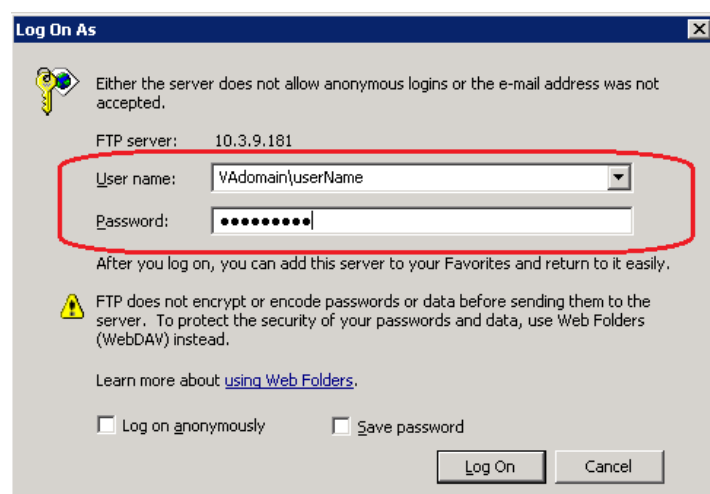 Log On As
Either the server does not allow anonymous logins or the e-mail address was not
accepted.
FTP server: 10.3.9.181
User name: VAdomain\userName
Password: ●●●●●●●●●
After you log on, you can add this server to your Favorites and return to it easily.
FTP does not encrypt or encode passwords or data before sending them to the
server. To protect the security of your passwords and data, use Web Folders
(WebDAV) instead.
Learn more about using Web Folders.
Log on anonymously Save password
Log On Cancel